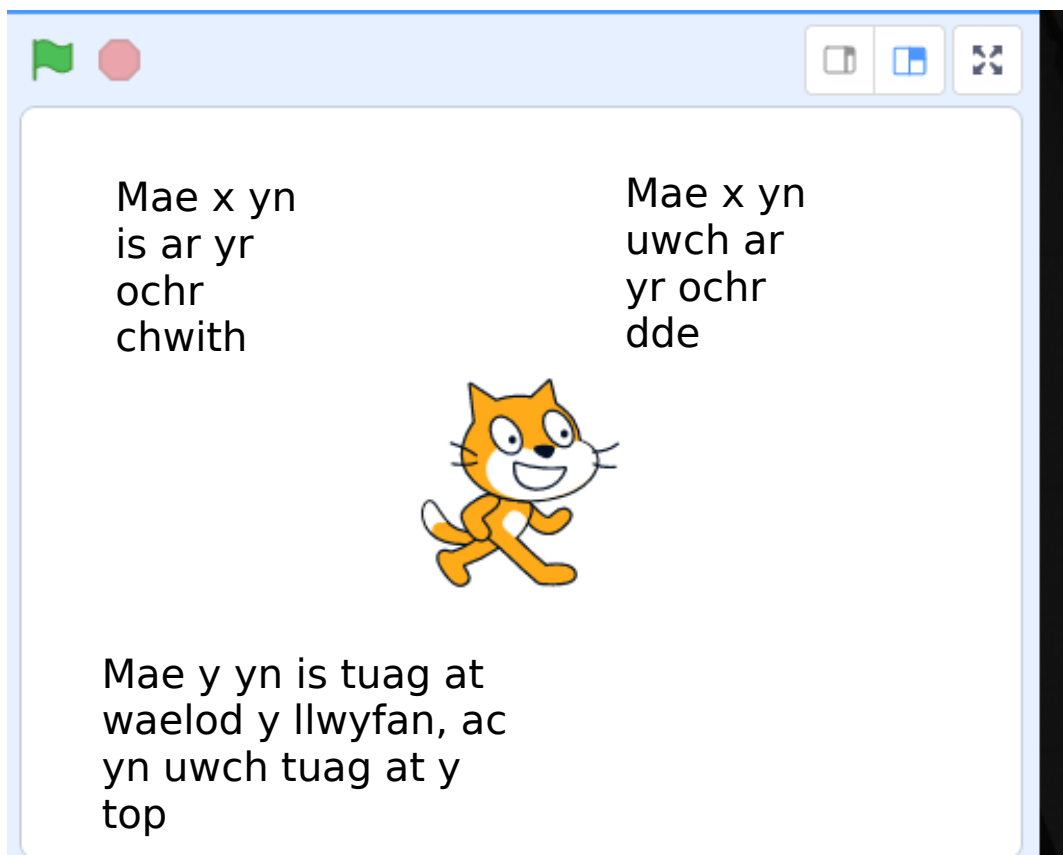 Mae x yn
is ar yr
ochr
chwith
Mae x yn
uwch ar
yr ochr
dde
Mae y yn is tuag at
waelod y llwyfan, ac
yn uwch tuag at y
top